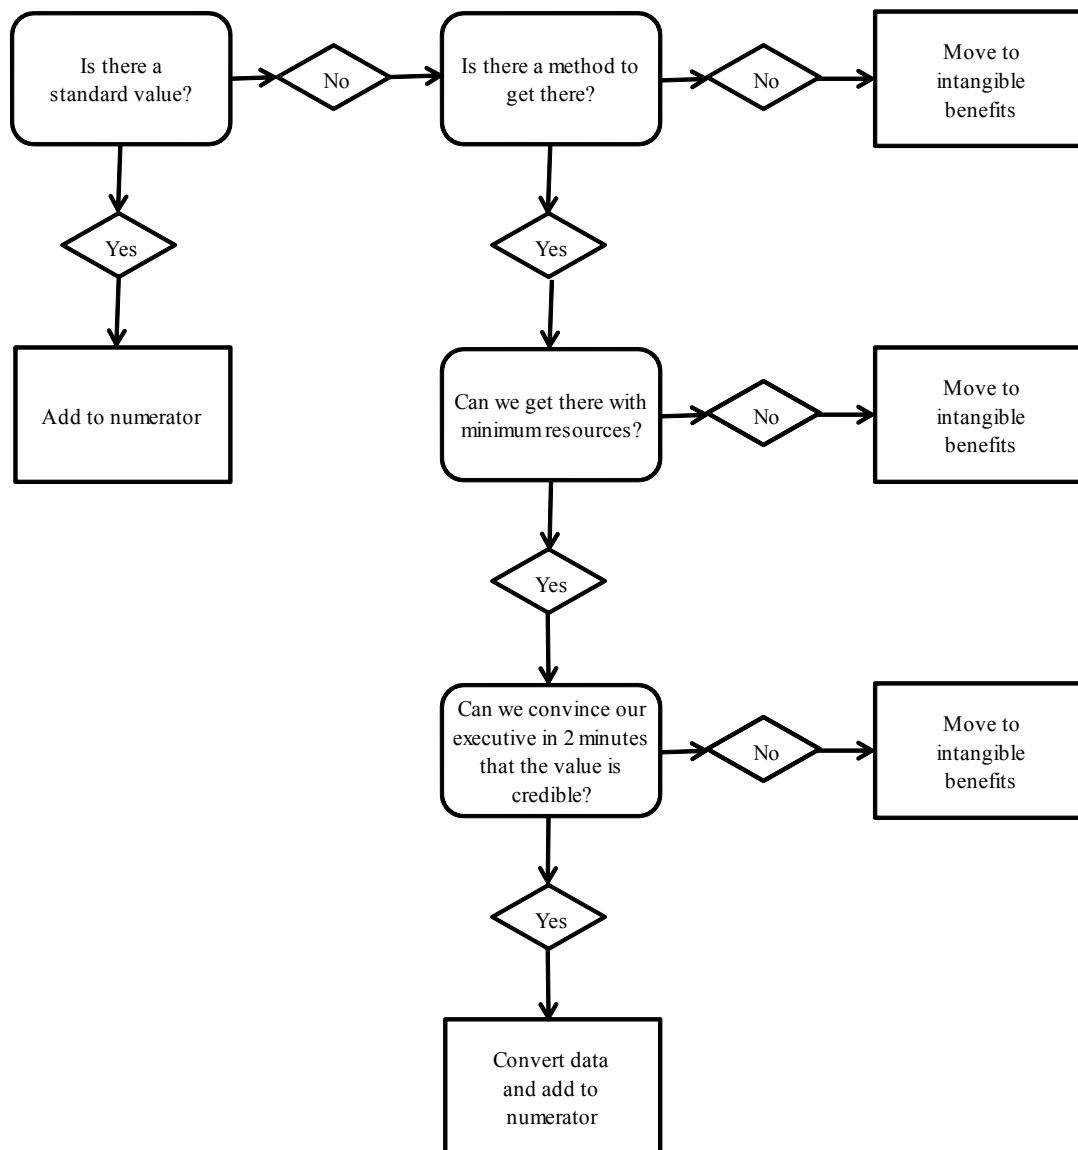 Is there a
standard value?
No
Is there a method to
get there?
No
Move to
intangible
benefits
Yes
Yes
Add to numerator
Can we get there with
minimum resources?
No
Move to
intangible
benefits
Yes
Can we convince our
executive in 2 minutes
that the value is
credible?
No
Move to
intangible
benefits
Yes
Convert data
and add to
numerator